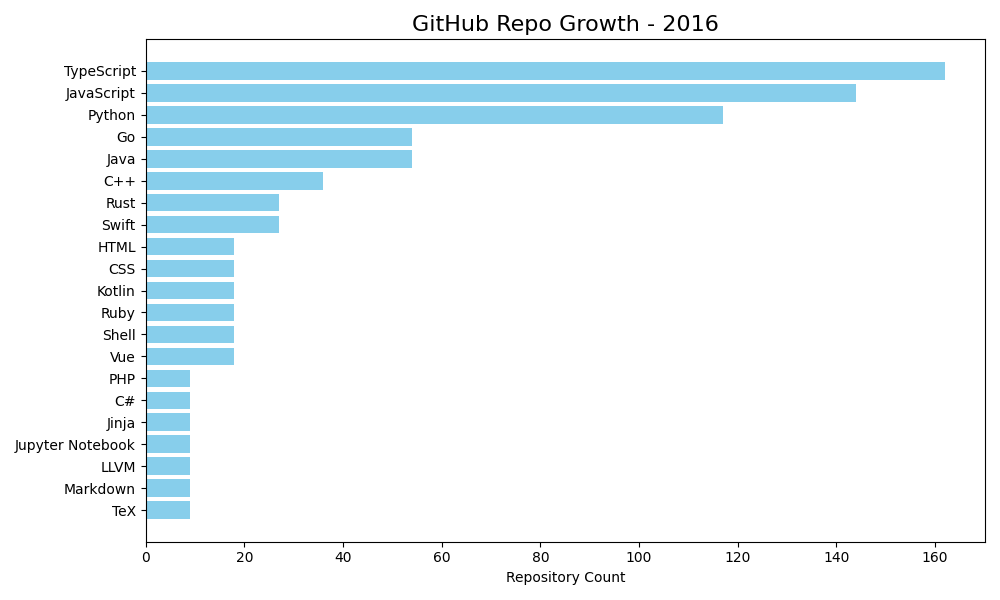 GitHub Repo Growth - 2016
TypeScript
JavaScript
Python
Go
Java
C++
Rust
Swift
HTML
CSS
Kotlin
Ruby
Shell
Vue
PHP
C#
Jinja
Jupyter Notebook
LLVM
Markdown
TeX
0 20 40 60 80 100 120 140 160
Repository Count